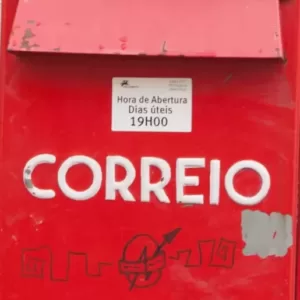 Hora de Abertura
Dias úteis
19H00
CORREIO